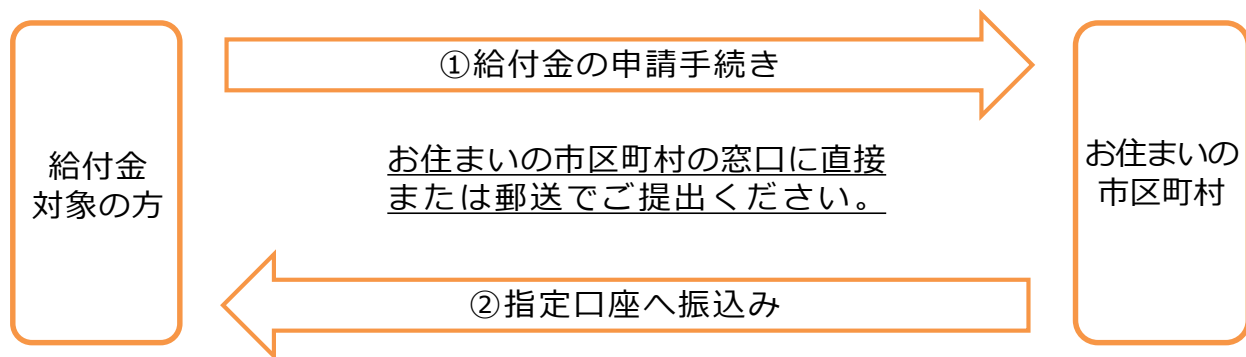 ①給付金の申請手続き
給付金
対象の方
お住まいの市区町村の窓口に直接
または郵送でご提出ください。
お住まいの
市区町村
②指定口座へ振込み